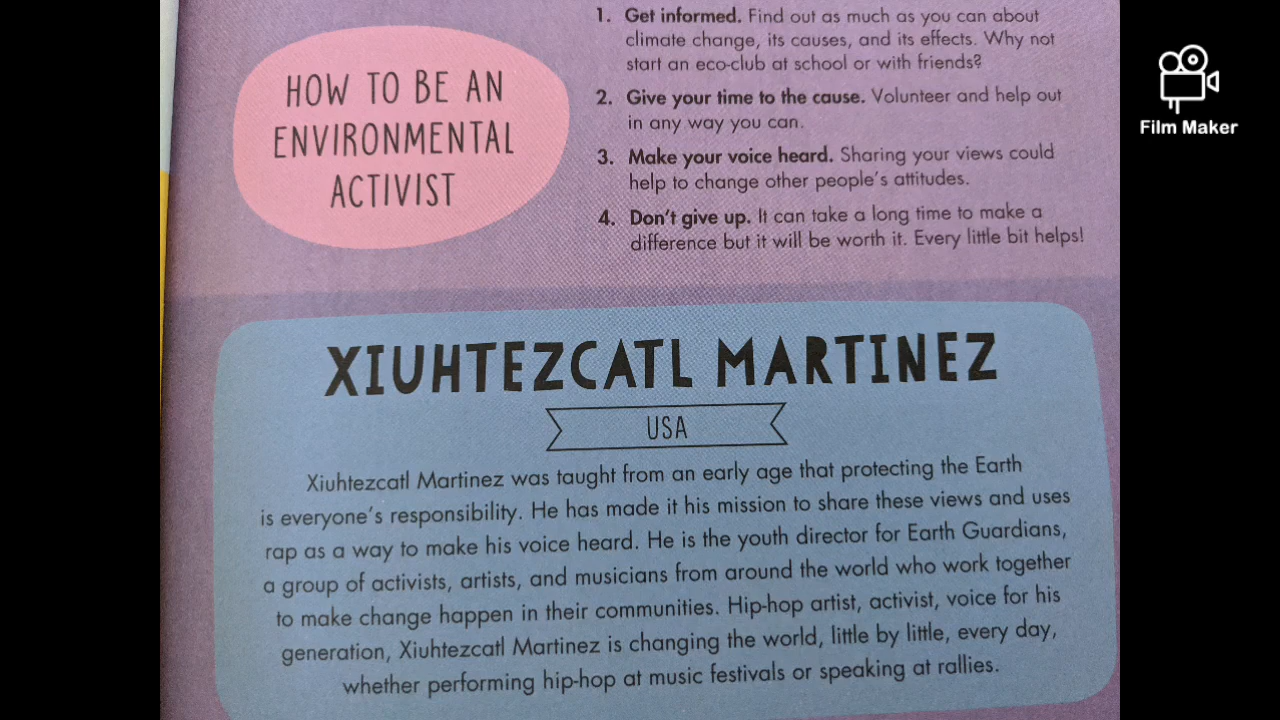 HOW TO BE AN
ENVIRONMENTAL
ACTIVIST
1. Get informed. Find out as much as you can about
climate change, its causes, and its effects. Why not
start an eco-club at school or with friends?
2. Give your time to the cause. Volunteer and help out
in any way you can.
3. Make your voice heard. Sharing your views could
help to change other people's attitudes.
4. Don't give up. It can take a long time to make a
difference but it will be worth it. Every little bit helps!
Film Maker
XIUHTEZCATL MARTINEZ
USA
Xiuhtezcatl Martinez was taught from an early age that protecting the Earth
is everyone's responsibility. He has made it his mission to share these views and uses
rap as a way to make his voice heard. He is the youth director for Earth Guardians,
a group of activists, artists, and musicians from around the world who work together
to make change happen in their communities. Hip-hop artist, activist, voice for his
generation, Xiuhtezcatl Martinez is changing the world, little by little, every day,
whether performing hip-hop at music festivals or speaking at rallies.